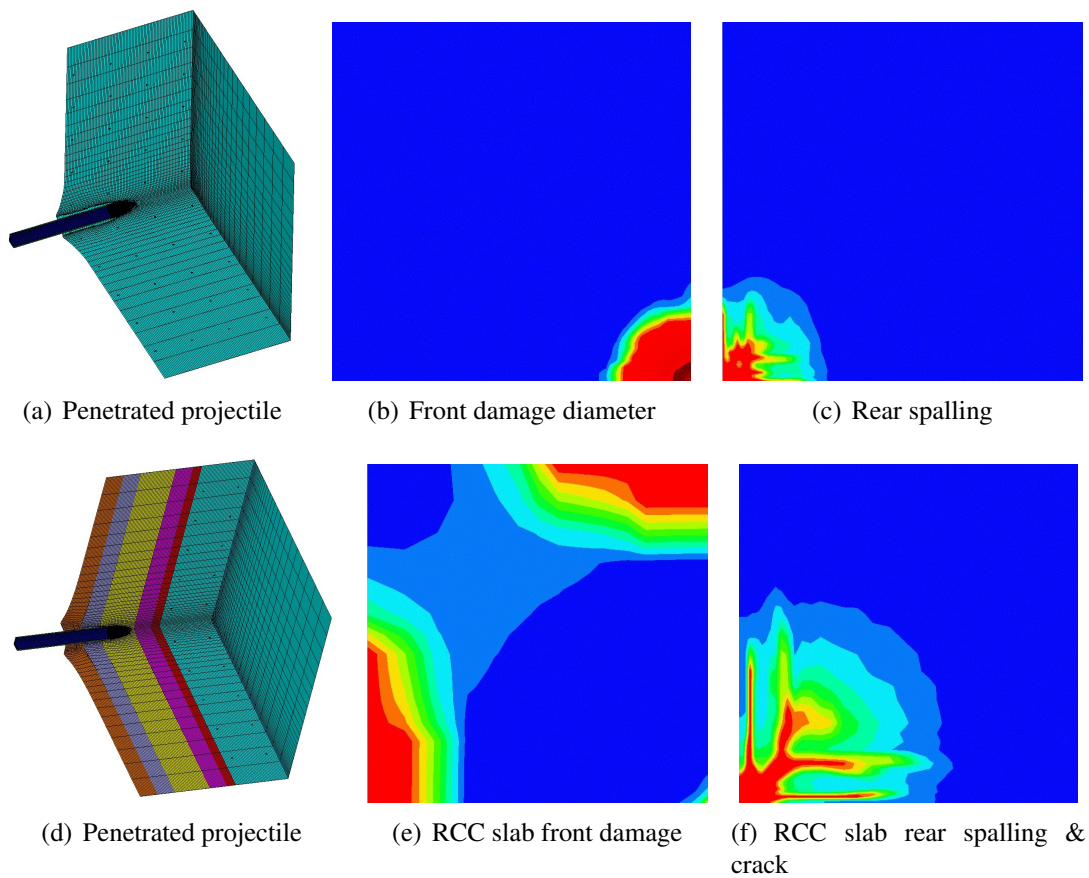 (a) Penetrated projectile
(b) Front damage diameter
(c) Rear spalling
(d) Penetrated projectile
(e) RCC slab front damage
(f) RCC slab rear spalling &
crack